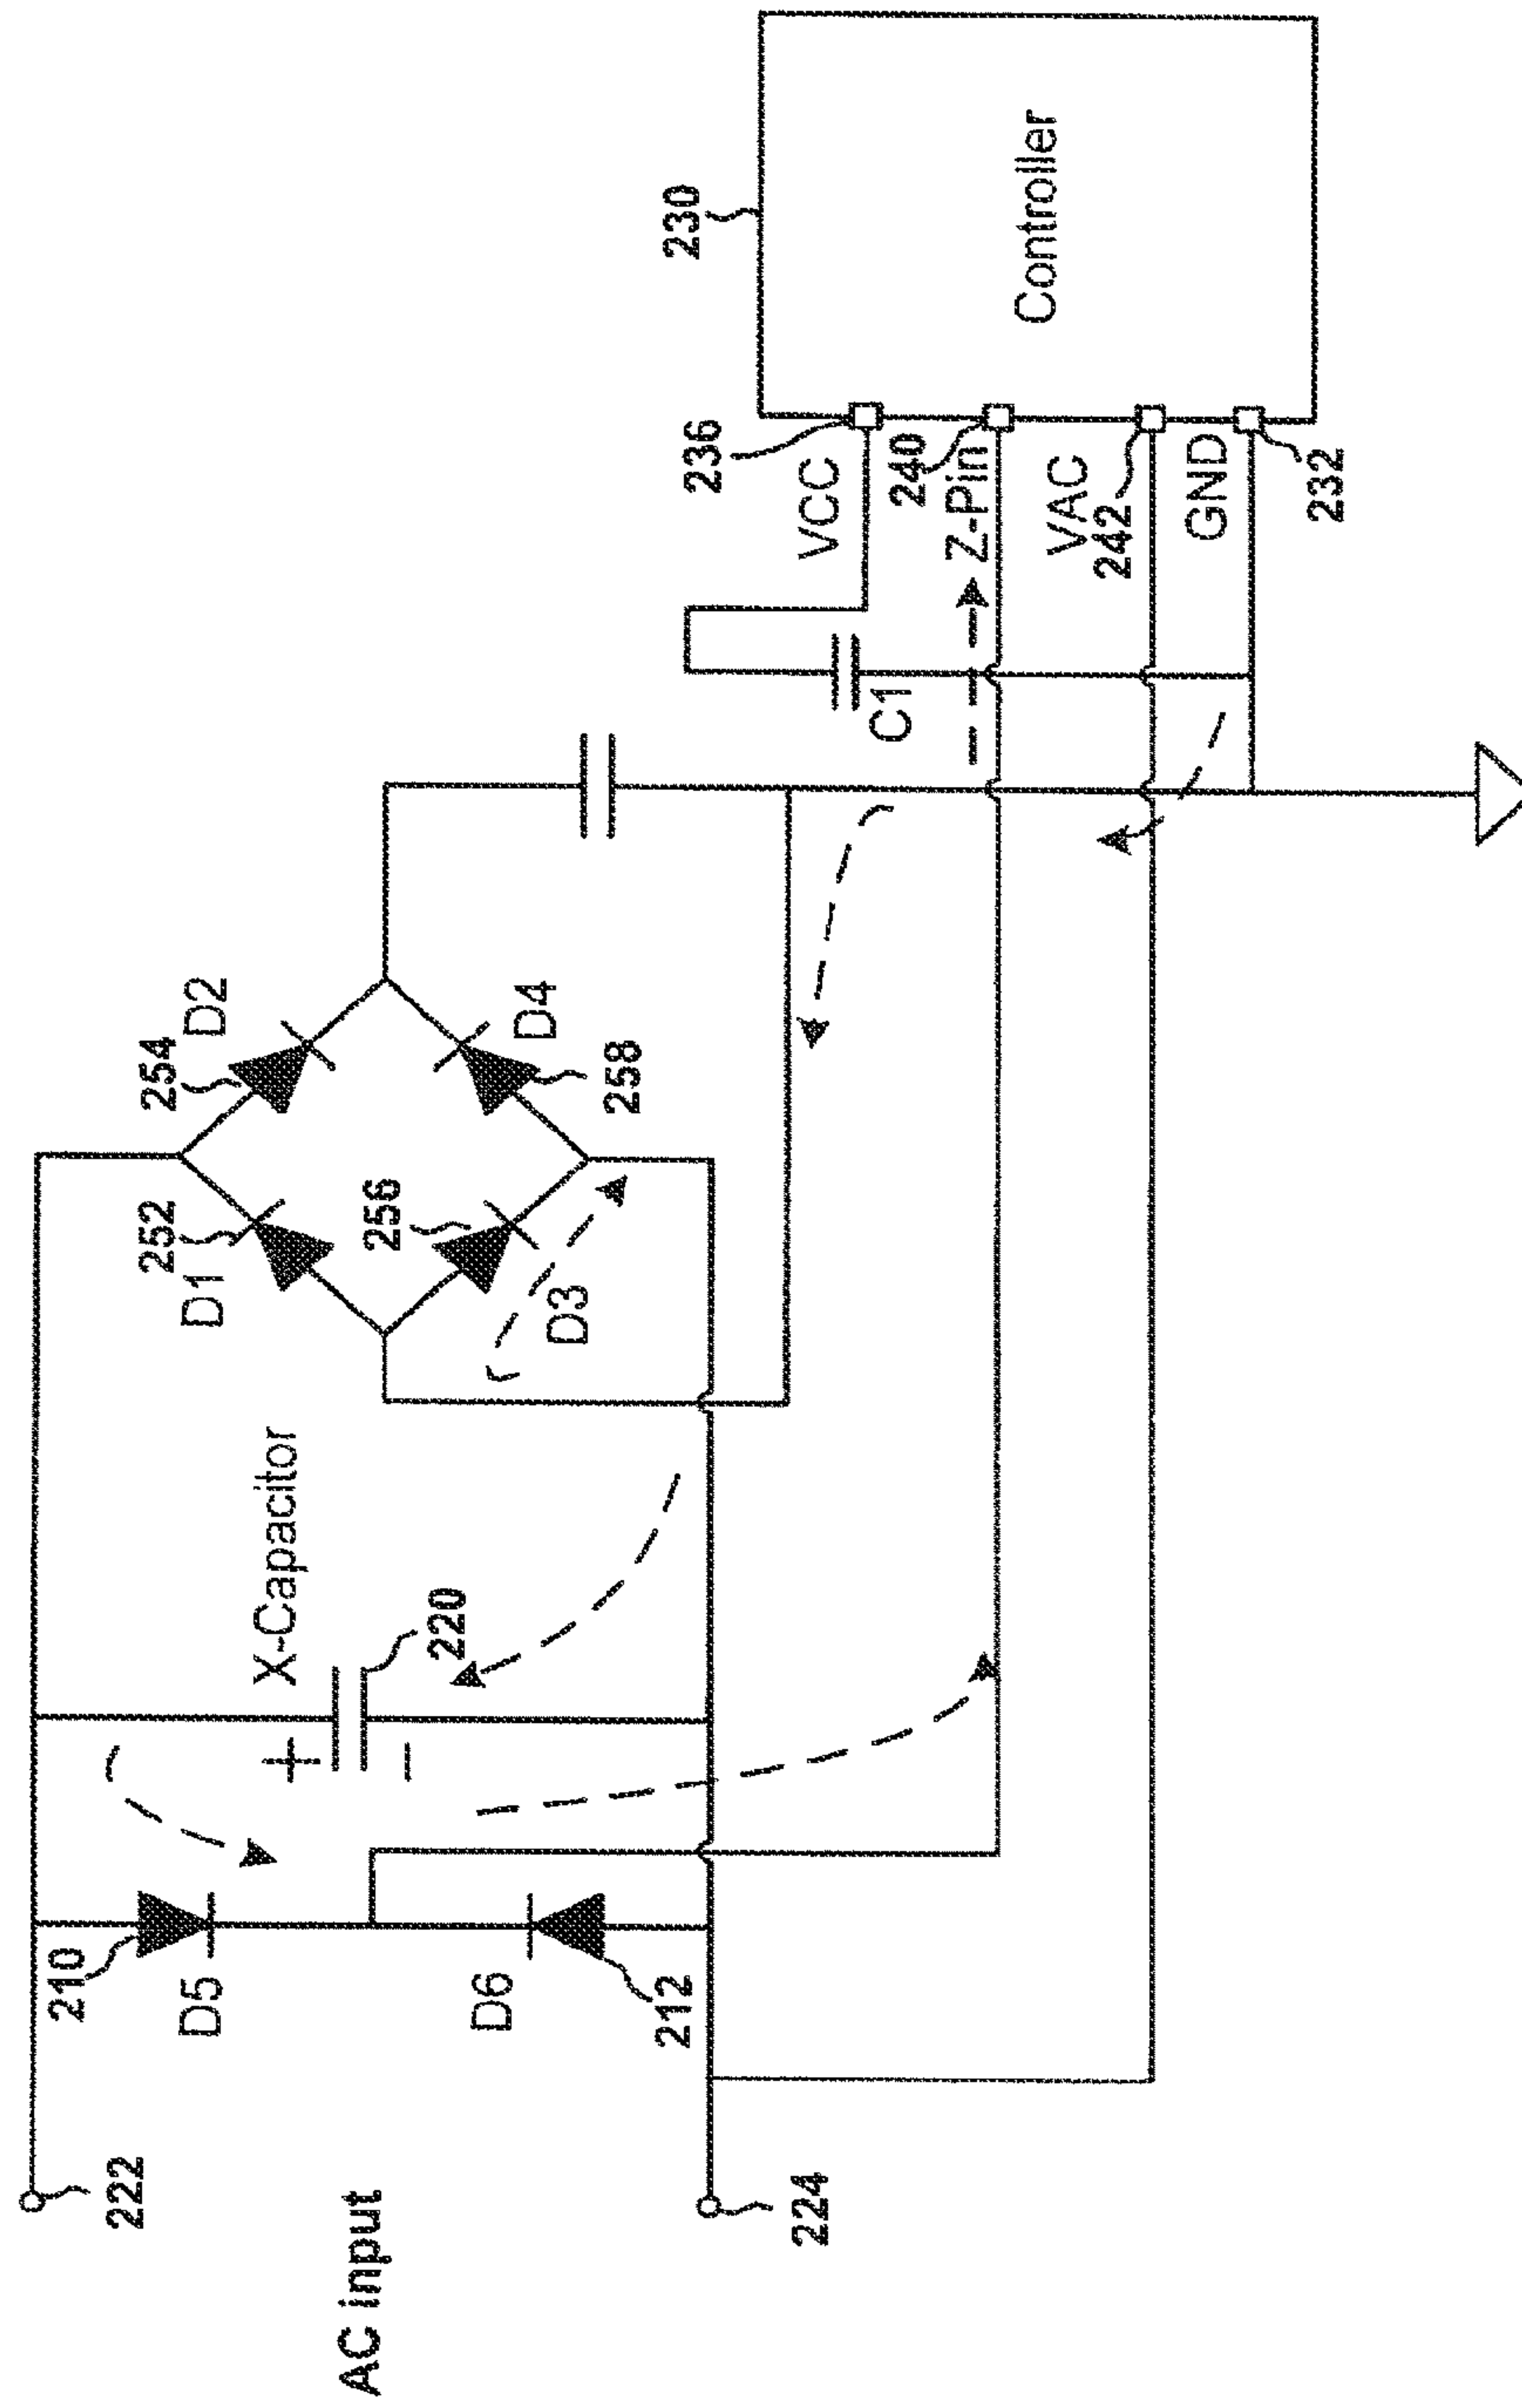 AC input
222
224
210
D5
D6
212
X-Capacitor
+
−
220
252
D1
254
D2
256
D3
D4
258
C1
VCC
236
Z-Pin
240
VAC
242
GND
232
230
Controller